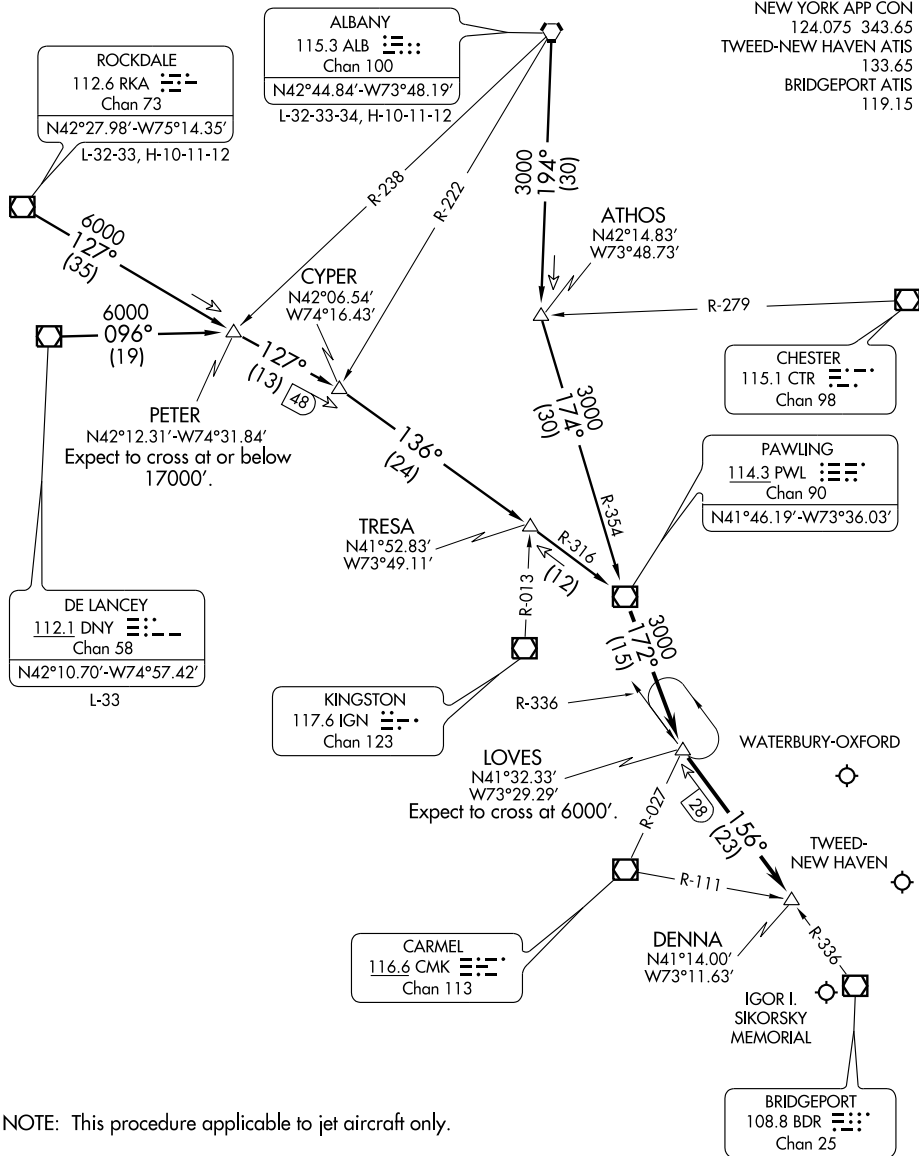 NEW YORK APP CON
124.075 343.65
TWEED-NEW HAVEN ATIS
133.65
BRIDGEPORT ATIS
119.15
ALBANY
115.3 ALB
Chan 100
N42°44.84'-W73°48.19'
L-32-33-34, H-10-11-12
ROCKDALE
112.6 RKA
Chan 73
N42°27.98'-W75°14.35'
L-32-33, H-10-11-12
3000
194°
(30)
R-238
R-222
6000
127°
(35)
ATHOS
N42°14.83'
W73°48.73'
CYPER
N42°06.54'
W74°16.43'
R-279
6000
096°
(19)
127°
(13)
48
CHESTER
115.1 CTR
Chan 98
PETER
N42°12.31'-W74°31.84'
Expect to cross at or below
17000'.
3000
174°
(30)
R-354
136°
(24)
PAWLING
114.3 PWL
Chan 90
N41°46.19'-W73°36.03'
TRESA
N41°52.83'
W73°49.11'
R-316
(12)
R-013
DE LANCEY
112.1 DNY
Chan 58
N42°10.70'-W74°57.42'
L-33
3000
172°
(15)
KINGSTON
117.6 IGN
Chan 123
R-336
LOVES
N41°32.33'
W73°29.29'
Expect to cross at 6000'.
WATERBURY-OXFORD
R-027
28
156°
(23)
TWEED-
NEW HAVEN
R-111
CARMEL
116.6 CMK
Chan 113
DENNA
N41°14.00'
W73°11.63'
R-336
IGOR I.
SIKORSKY
MEMORIAL
BRIDGEPORT
108.8 BDR
Chan 25
NOTE: This procedure applicable to jet aircraft only.